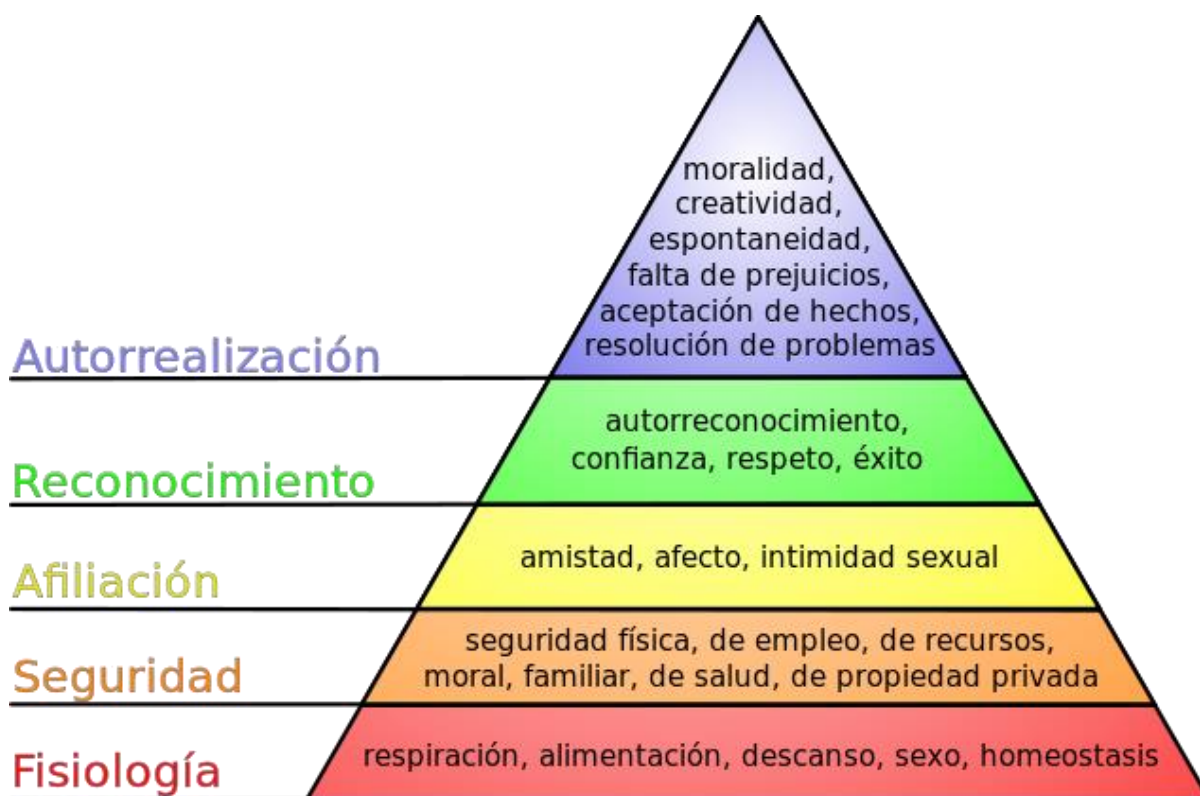 moralidad,
creatividad,
espontaneidad,
falta de prejuicios,
aceptación de hechos,
resolución de problemas
Autorrealización
autorreconocimiento,
confianza, respeto, éxito
Reconocimiento
amistad, afecto, intimidad sexual
Afiliación
seguridad física, de empleo, de recursos,
moral, familiar, de salud, de propiedad privada
Seguridad
respiración, alimentación, descanso, sexo, homeostasis
Fisiología